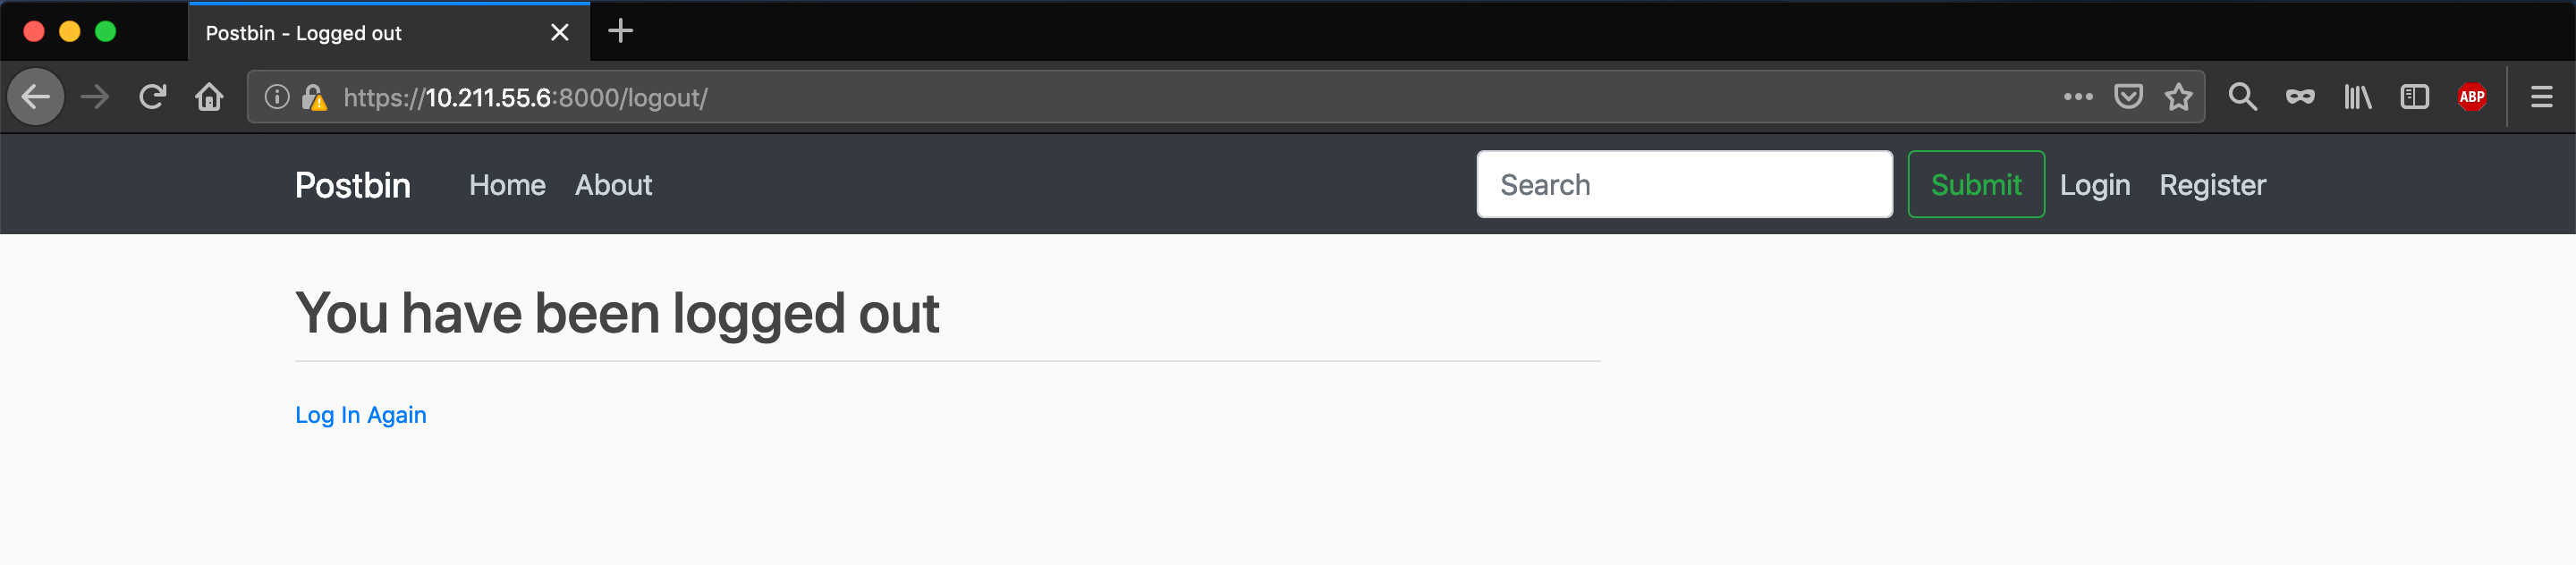 Postbin - Logged out
https://10.211.55.6:8000/logout/
ABP
Postbin Home About Search Submit Login Register
You have been logged out
Log In Again